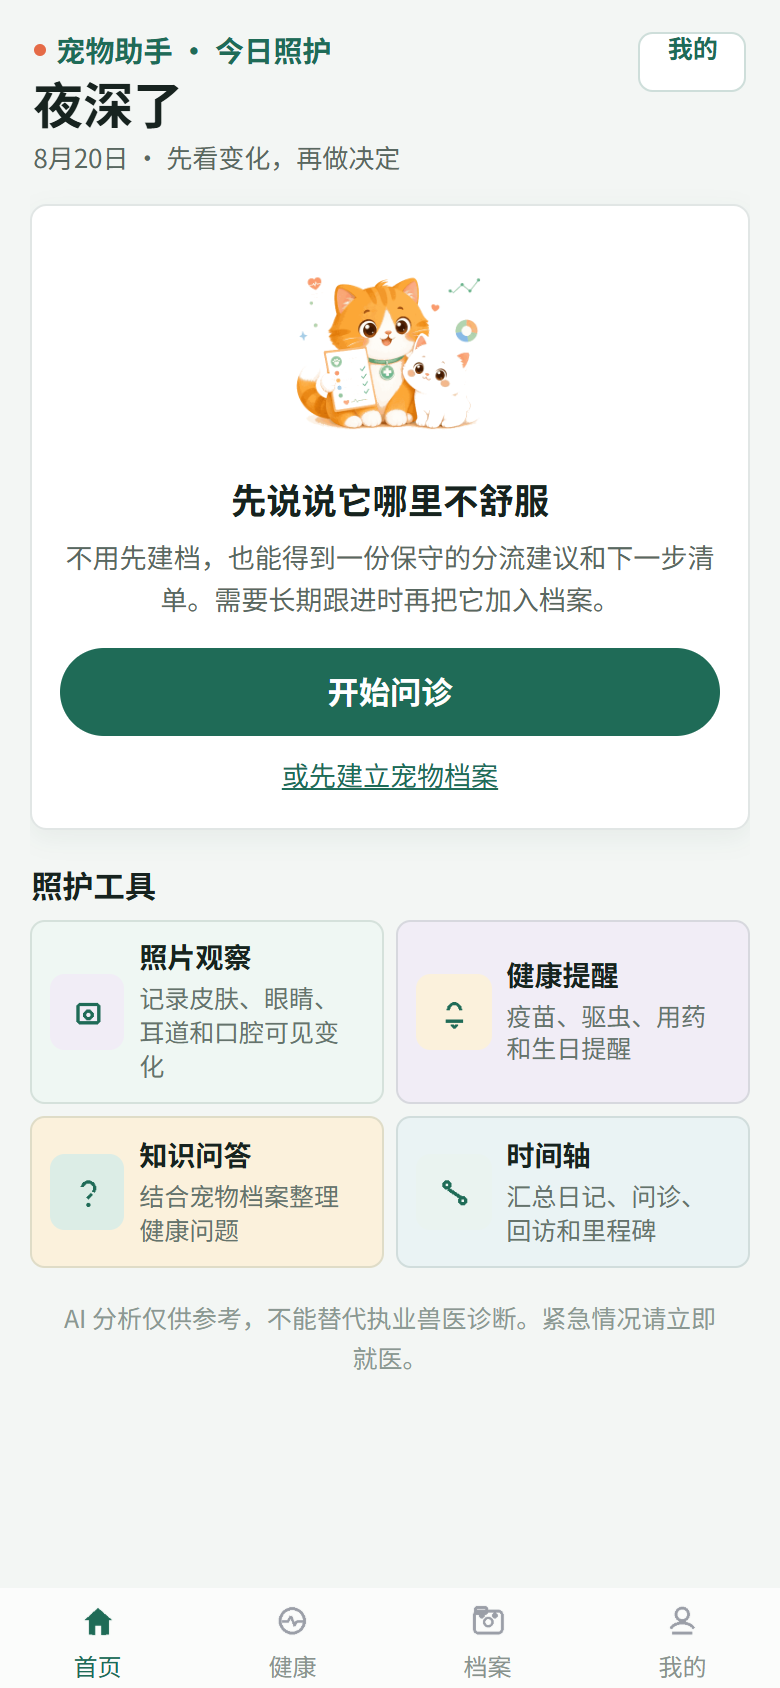 宠物助手 · 今日照护
我的
夜深了
8月20日 · 先看变化，再做决定
先说说它哪里不舒服
不用先建档，也能得到一份保守的分流建议和下一步清
单。需要长期跟进时再把它加入档案。
开始问诊
或先建立宠物档案
照护工具
照片观察
记录皮肤、眼睛、
耳道和口腔可见变
化
健康提醒
疫苗、驱虫、用药
和生日提醒
知识问答
结合宠物档案整理
健康问题
时间轴
汇总日记、问诊、
回访和里程碑
AI 分析仅供参考，不能替代执业兽医诊断。紧急情况请立即
就医。
首页
健康
档案
我的